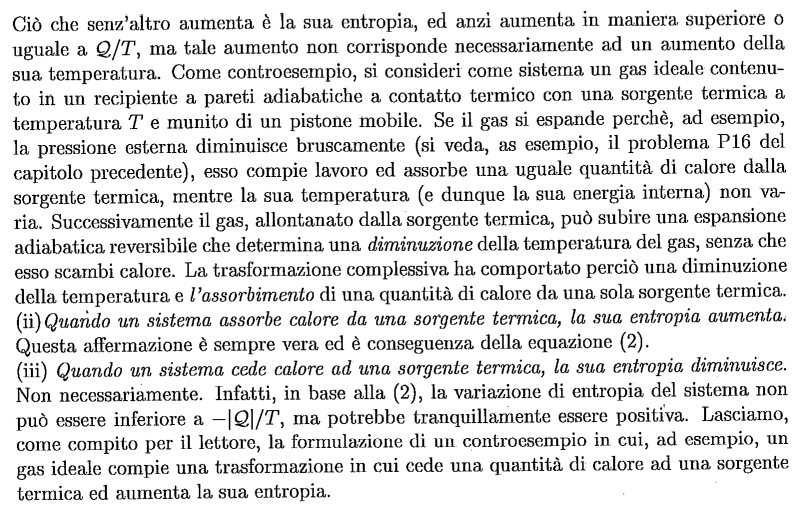 Ciò che senz'altro aumenta è la sua entropia, ed anzi aumenta in maniera superiore o
uguale a Q/T, ma tale aumento non corrisponde necessariamente ad un aumento della
sua temperatura. Come controesempio, si consideri come sistema un gas ideale contenu-
to in un recipiente a pareti adiabatiche a contatto termico con una sorgente termica a
temperatura T e munito di un pistone mobile. Se il gas si espande perchè, ad esempio,
la pressione esterna diminuisce bruscamente (si veda, as esempio, il problema P16 del
capitolo precedente), esso compie lavoro ed assorbe una uguale quantità di calore dalla
sorgente termica, mentre la sua temperatura (e dunque la sua energia interna) non va-
ria. Successivamente il gas, allontanato dalla sorgente termica, può subire una espansione
adiabatica reversibile che determina una diminuzione della temperatura del gas, senza che
esso scambi calore. La trasformazione complessiva ha comportato perciò una diminuzione
della temperatura e l'assorbimento di una quantità di calore da una sola sorgente termica.
(ii) Quando un sistema assorbe calore da una sorgente termica, la sua entropia aumenta.
Questa affermazione è sempre vera ed è conseguenza della equazione (2).
(iii) Quando un sistema cede calore ad una sorgente termica, la sua entropia diminuisce.
Non necessariamente. Infatti, in base alla (2), la variazione di entropia del sistema non
può essere inferiore a −|Q|/T, ma potrebbe tranquillamente essere positiva. Lasciamo,
come compito per il lettore, la formulazione di un controesempio in cui, ad esempio, un
gas ideale compie una trasformazione in cui cede una quantità di calore ad una sorgente
termica ed aumenta la sua entropia.